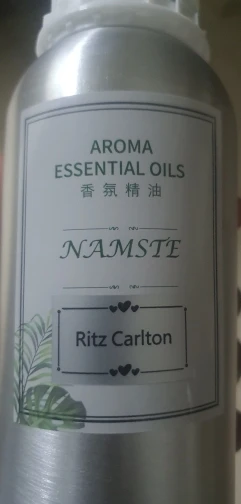 AROMA
ESSENTIAL OILS
香氛精油
NAMSTE
Ritz Carlton